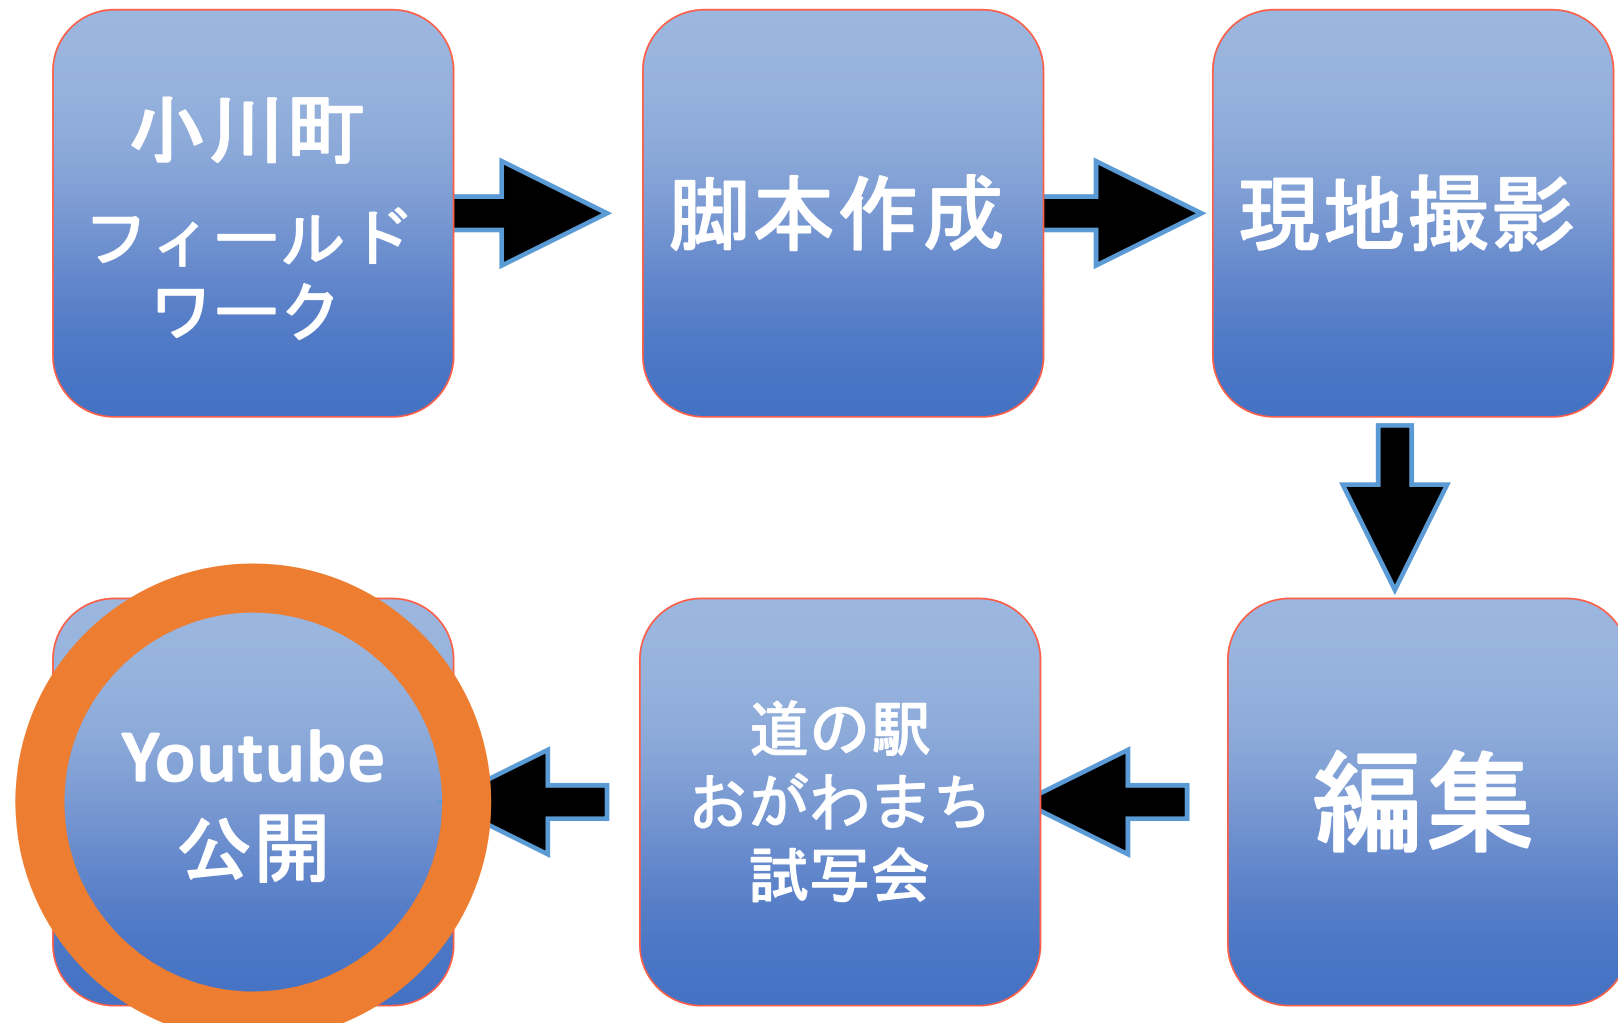 小川町
フィールド
ワーク
脚本作成
現地撮影
編集
道の駅
おがわまち
試写会
Youtube
公開